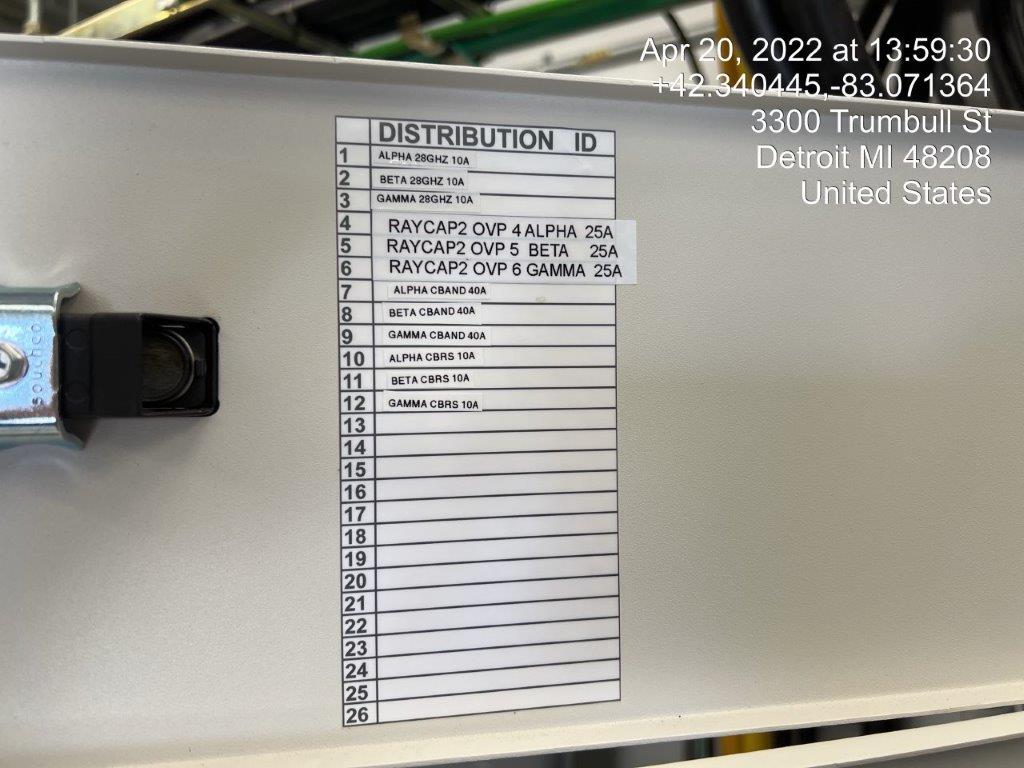 Apr 20, 2022 at 13:59:30
+42.340445,-83.071364
3300 Trumbull St
Detroit MI 48208
United States
DISTRIBUTION ID
1 ALPHA 28GHZ 10A
2 BETA 28GHZ 10A
3 GAMMA 28GHZ 10A
4 RAYCAP2 OVP 4 ALPHA 25A
5 RAYCAP2 OVP 5 BETA 25A
6 RAYCAP2 OVP 6 GAMMA 25A
7 ALPHA CBAND 40A
8 BETA CBAND 40A
9 GAMMA CBAND 40A
10 ALPHA CBRS 10A
11 BETA CBRS 10A
12 GAMMA CBRS 10A
13
14
15
16
17
18
19
20
21
22
23
24
25
26
southco